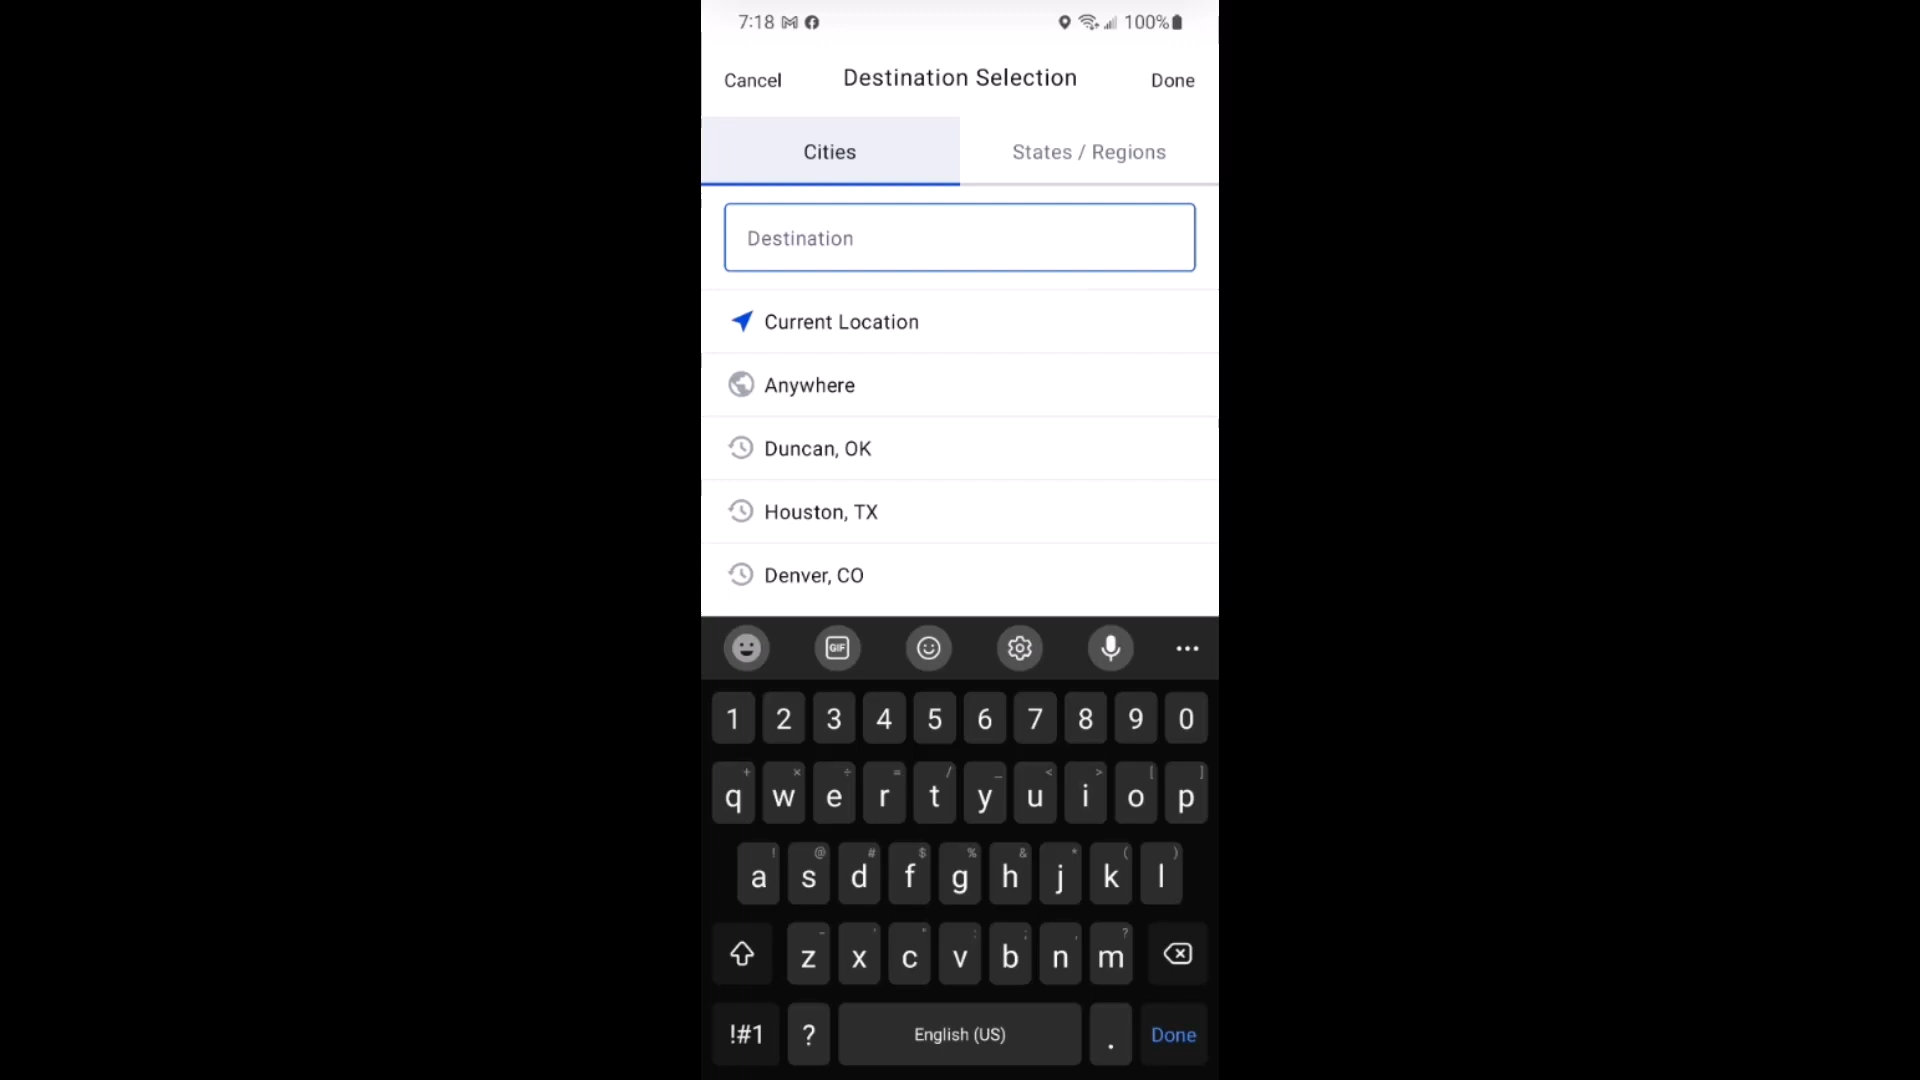 7:18 100%
Cancel Destination Selection Done
Cities States / Regions
Destination
Current Location
Anywhere
Duncan, OK
Houston, TX
Denver, CO
GIF
1 2 3 4 5 6 7 8 9 0
+ × ÷ = / _ < > [ ]
q w e r t y u i o p
! @ # $ % & * ( )
a s d f g h j k l
- ' " : ; , ?
z x c v b n m
!#1 ? English (US) . Done